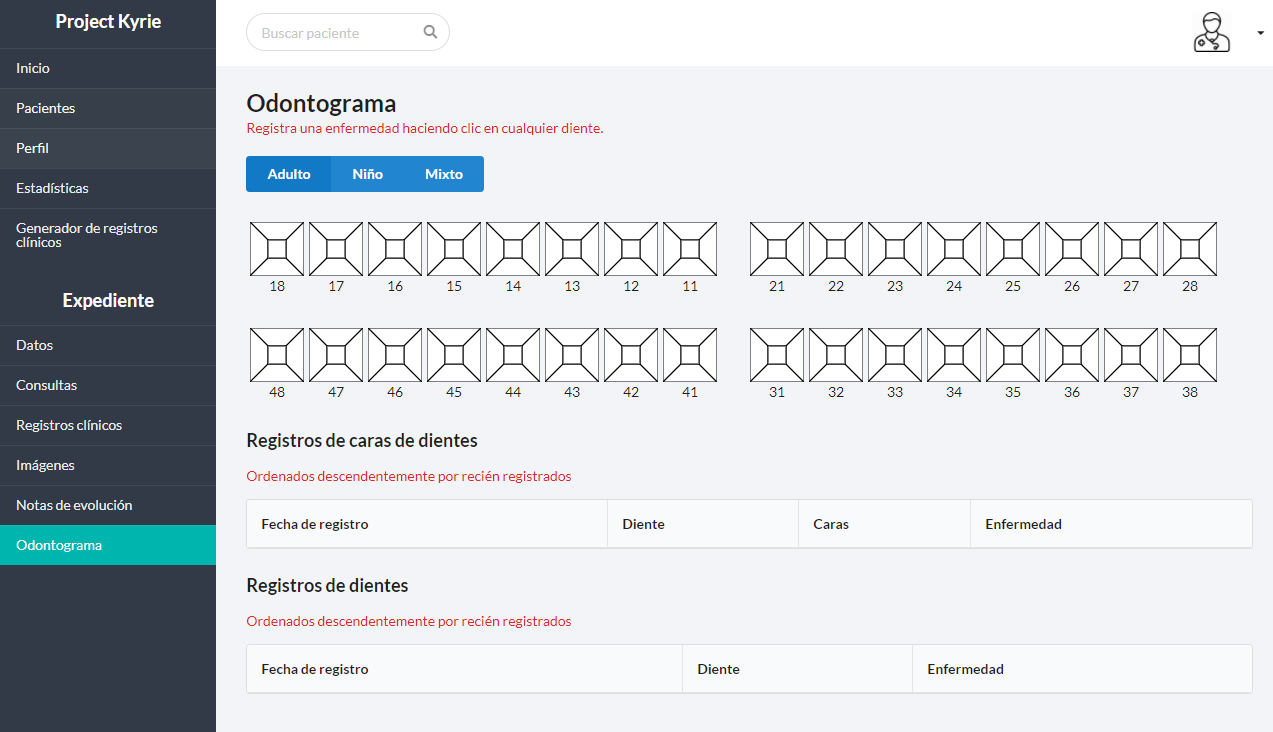 Project Kyrie
Inicio
Pacientes
Perfil
Estadísticas
Generador de registros
clínicos
Expediente
Datos
Consultas
Registros clínicos
Imágenes
Notas de evolución
Odontograma
Buscar paciente
Odontograma
Registra una enfermedad haciendo clic en cualquier diente.
Adulto Niño Mixto
18 17 16 15 14 13 12 11 21 22 23 24 25 26 27 28
48 47 46 45 44 43 42 41 31 32 33 34 35 36 37 38
Registros de caras de dientes
Ordenados descendentemente por recién registrados
Fecha de registro Diente Caras Enfermedad
Registros de dientes
Ordenados descendentemente por recién registrados
Fecha de registro Diente Enfermedad